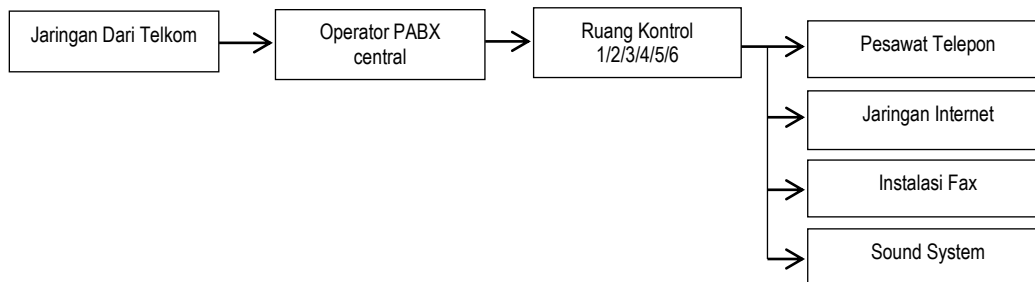 Jaringan Dari Telkom
Operator PABX
central
Ruang Kontrol
1/2/3/4/5/6
Pesawat Telepon
Jaringan Internet
Instalasi Fax
Sound System